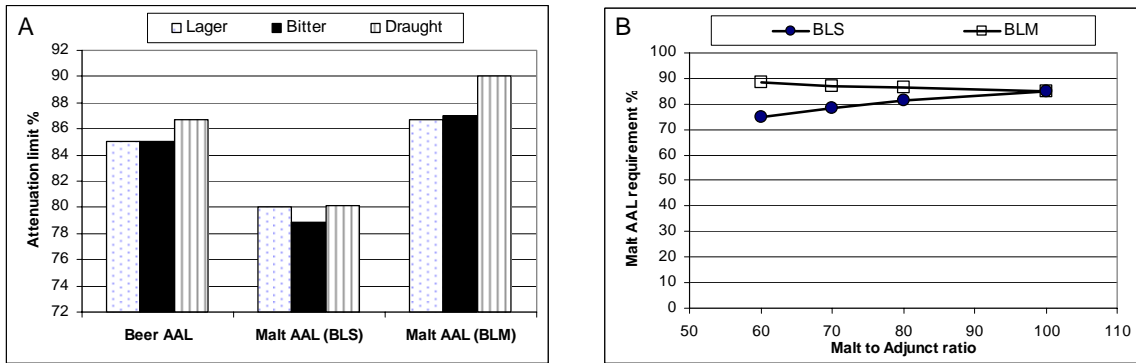 A
Lager Bitter Draught
Attenuation limit %
92
90
88
86
84
82
80
78
76
74
72
Beer AAL Malt AAL (BLS) Malt AAL (BLM)
B
BLS BLM
Malt AAL requirement %
100
90
80
70
60
50
40
30
20
10
0
50 60 70 80 90 100 110
Malt to Adjunct ratio